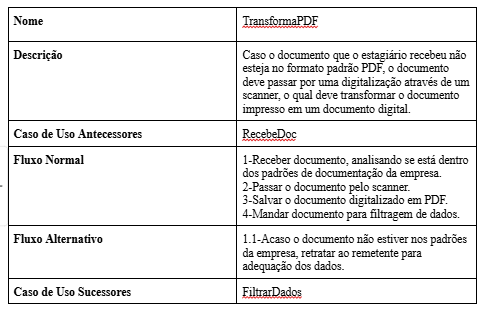 Nome
TransformaPDF
Descrição
Caso o documento que o estagiário recebeu não
esteja no formato padrão PDF, o documento
deve passar por uma digitalização através de um
scanner, o qual deve transformar o documento
impresso em um documento digital.
Caso de Uso Antecessores
RecebeDoc
Fluxo Normal
1-Receber documento, analisando se está dentro
dos padrões de documentação da empresa.
2-Passar o documento pelo scanner.
3-Salvar o documento digitalizado em PDF.
4-Mandar documento para filtragem de dados.
Fluxo Alternativo
1.1-Acaso o documento não estiver nos padrões
da empresa, retratar ao remetente para
adequação dos dados.
Caso de Uso Sucessores
FiltrarDados